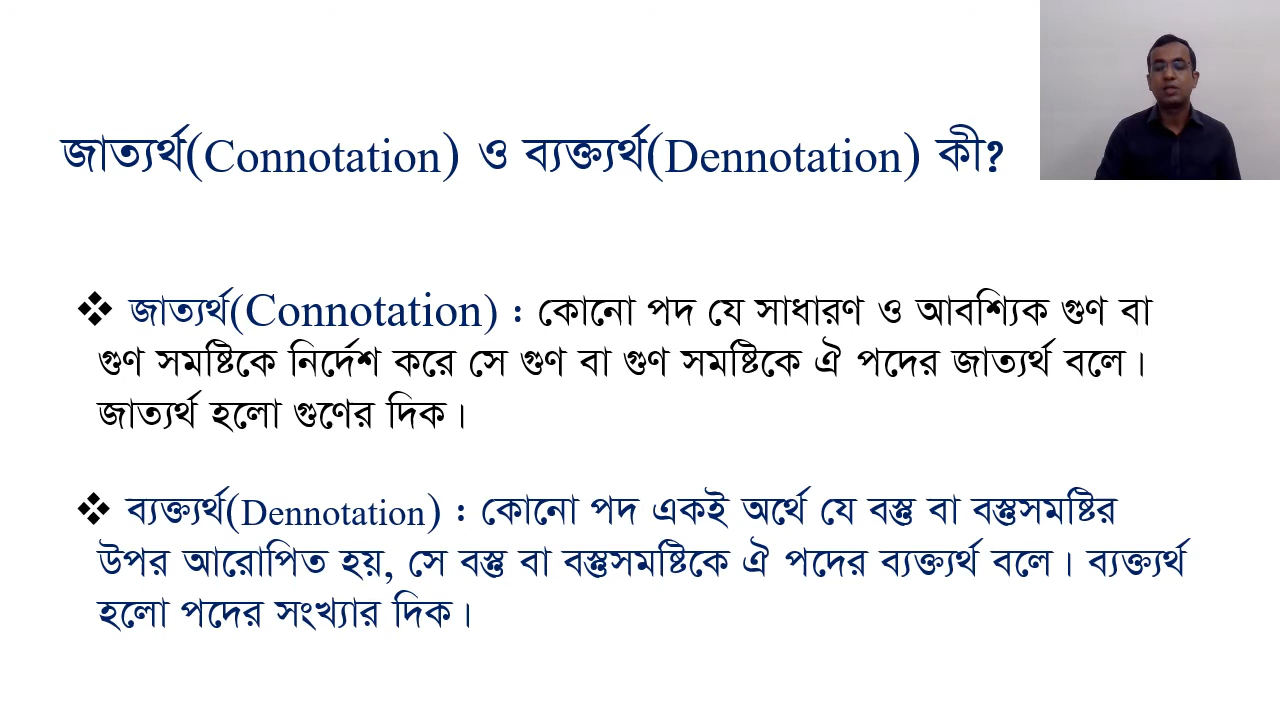 জাত্যর্থ(Connotation) ও ব্যক্ত্যর্থ(Dennotation) কী?
❖ জাত্যর্থ(Connotation) : কোনো পদ যে সাধারণ ও আবশ্যিক গুণ বা
গুণ সমষ্টিকে নির্দেশ করে সে গুণ বা গুণ সমষ্টিকে ঐ পদের জাত্যর্থ বলে।
জাত্যর্থ হলো গুণের দিক।
❖ ব্যক্ত্যর্থ(Dennotation) : কোনো পদ একই অর্থে যে বস্তু বা বস্তুসমষ্টির
উপর আরোপিত হয়, সে বস্তু বা বস্তুসমষ্টিকে ঐ পদের ব্যক্ত্যর্থ বলে। ব্যক্ত্যর্থ
হলো পদের সংখ্যার দিক।